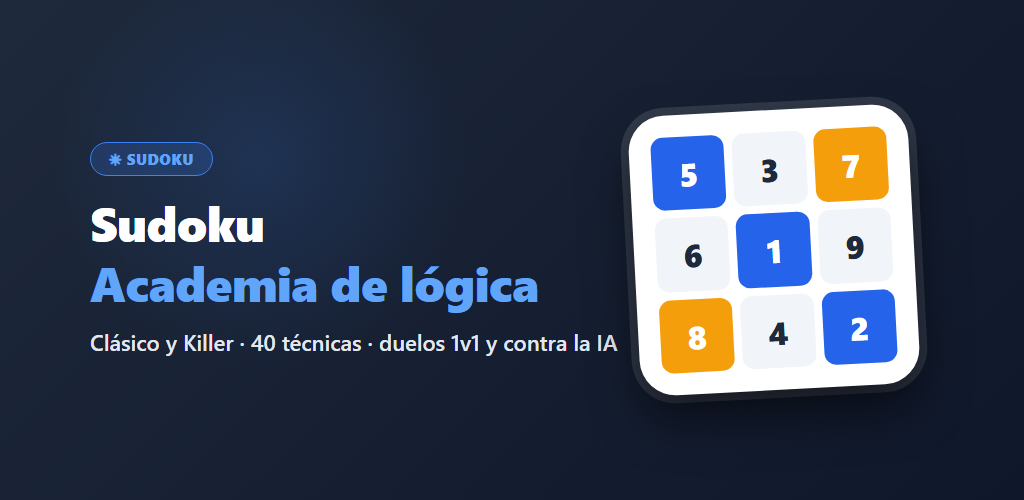 ✷ SUDOKU
Sudoku
Academia de lógica
Clásico y Killer · 40 técnicas · duelos 1v1 y contra la IA
5 3 7
6 1 9
8 4 2